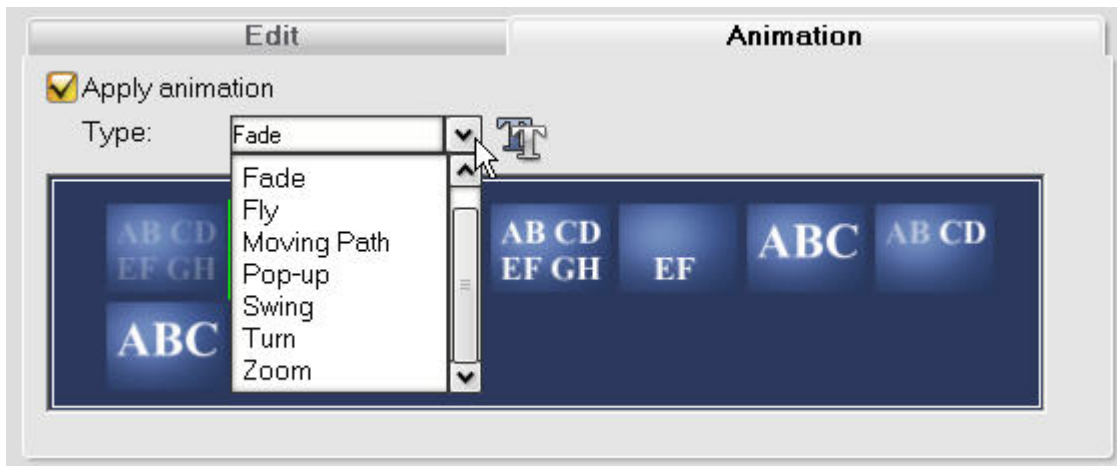 Edit Animation
Apply animation
Type: Fade
Fade
Fly
Moving Path
Pop-up
Swing
Turn
Zoom
AB CD
EF GH
AB CD
EF GH
EF
ABC
AB CD
ABC